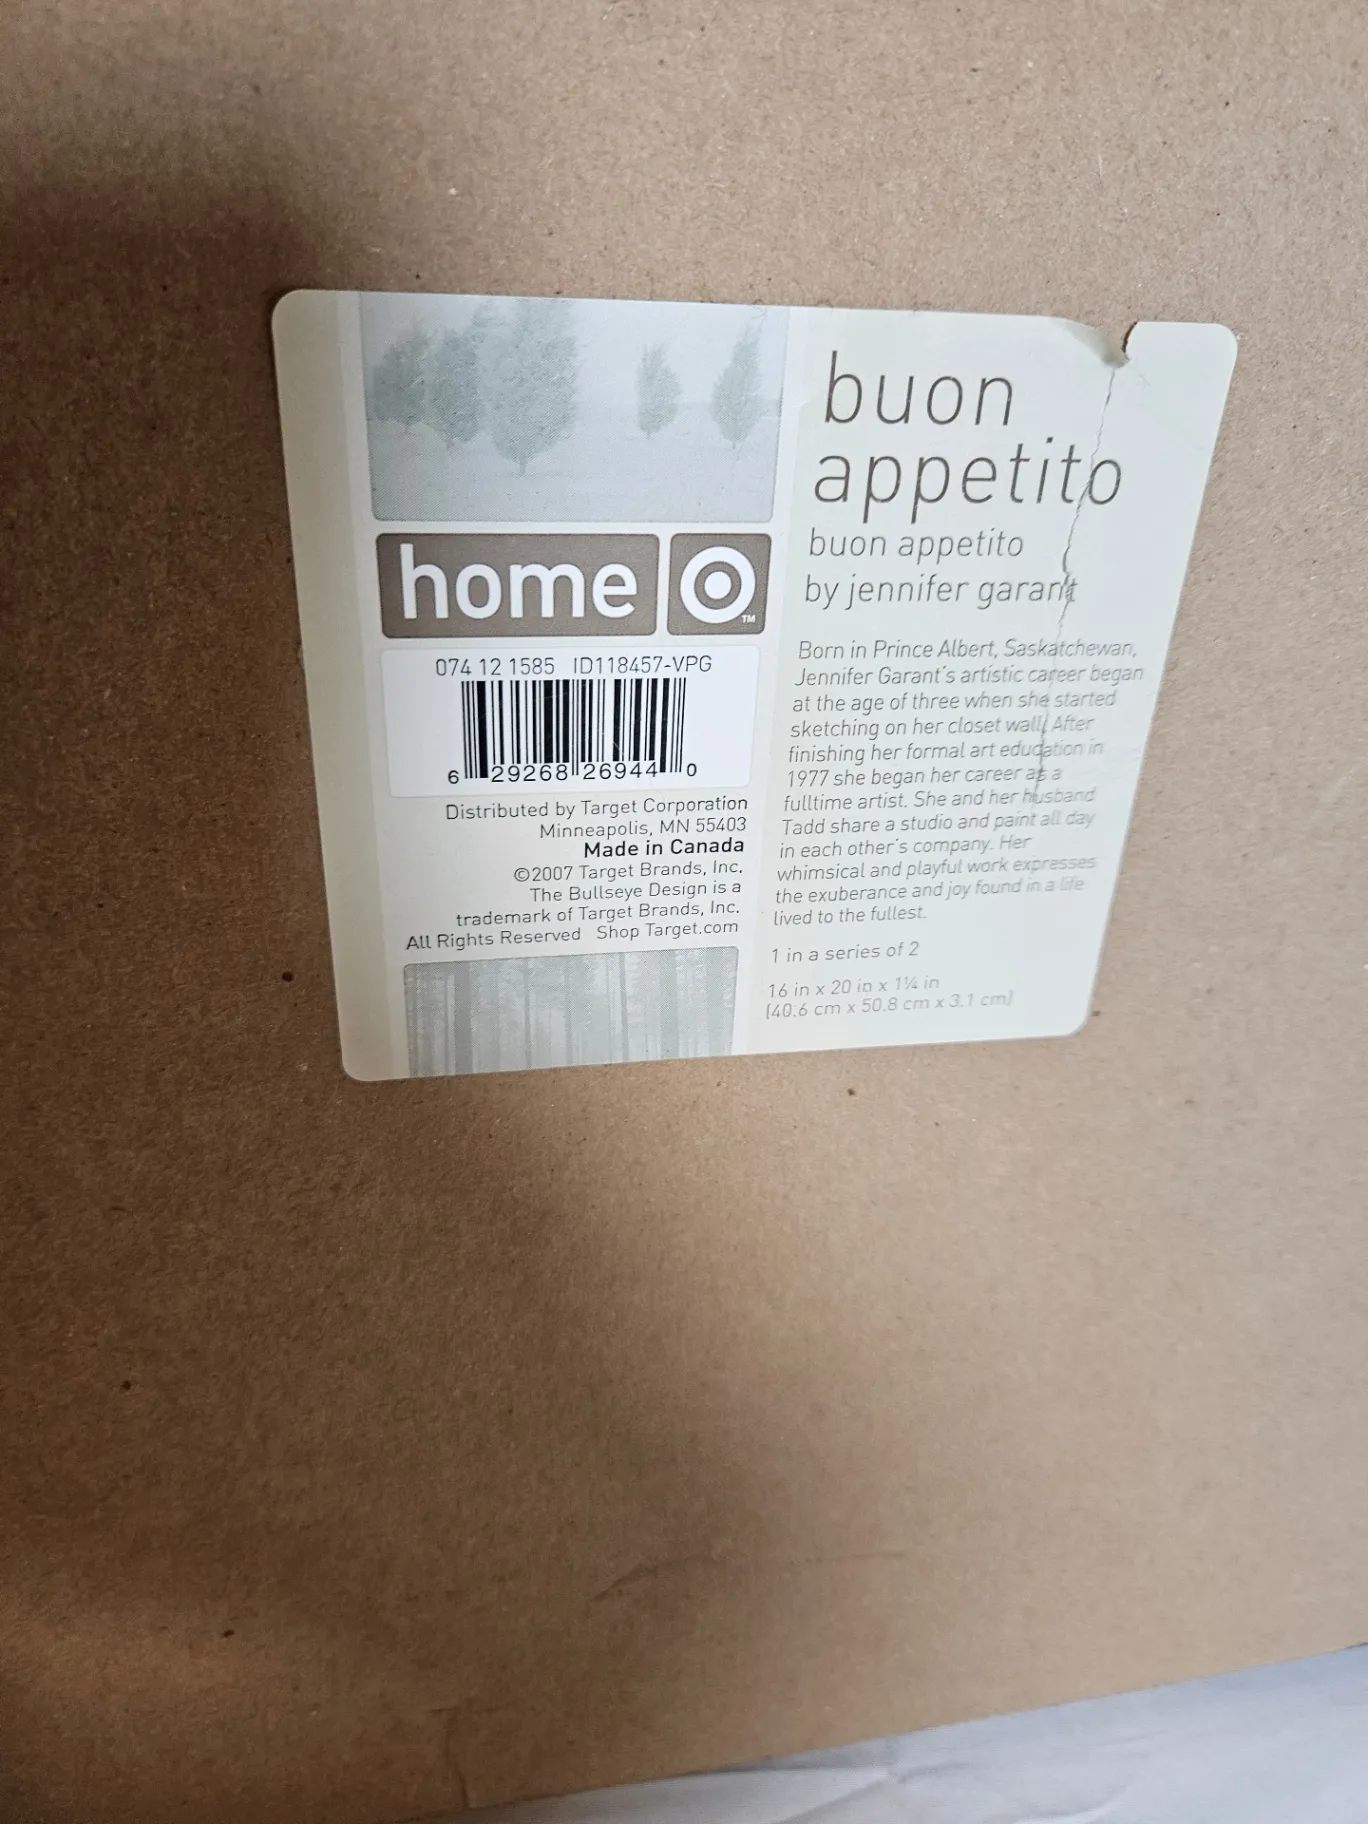 home
TM
074 12 1585 ID118457-VPG
6 29268 26944 0
Distributed by Target Corporation
Minneapolis, MN 55403
Made in Canada
©2007 Target Brands, Inc.
The Bullseye Design is a
trademark of Target Brands, Inc.
All Rights Reserved Shop Target.com
buon
appetito
buon appetito
by jennifer garant
Born in Prince Albert, Saskatchewan,
Jennifer Garant's artistic career began
at the age of three when she started
sketching on her closet wall. After
finishing her formal art education in
1977 she began her career as a
fulltime artist. She and her husband
Tadd share a studio and paint all day
in each other's company. Her
whimsical and playful work expresses
the exuberance and joy found in a life
lived to the fullest.
1 in a series of 2
16 in x 20 in x 1¼ in
(40.6 cm x 50.8 cm x 3.1 cm)